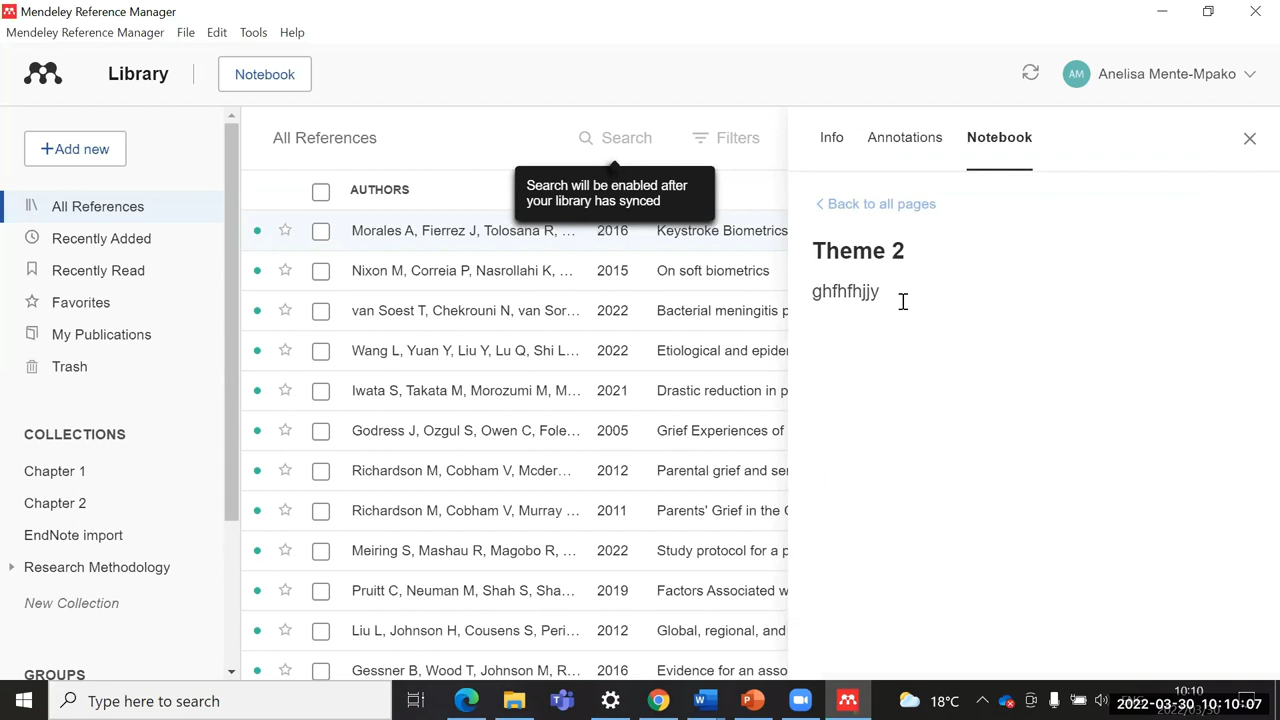 Mendeley Reference Manager
Mendeley Reference Manager File Edit Tools Help
Library Notebook AM Anelisa Mente-Mpako
+Add new
All References
Recently Added
Recently Read
Favorites
My Publications
Trash
COLLECTIONS
Chapter 1
Chapter 2
EndNote import
Research Methodology
New Collection
GROUPS
All References Search Filters
Search will be enabled after
your library has synced
AUTHORS
Morales A, Fierrez J, Tolosana R, ... 2016 Keystroke Biometrics
Nixon M, Correia P, Nasrollahi K, ... 2015 On soft biometrics
van Soest T, Chekrouni N, van Sor... 2022 Bacterial meningitis p
Wang L, Yuan Y, Liu Y, Lu Q, Shi L... 2022 Etiological and epide
Iwata S, Takata M, Morozumi M, M... 2021 Drastic reduction in p
Godress J, Ozgul S, Owen C, Fole... 2005 Grief Experiences of
Richardson M, Cobham V, Mcder... 2012 Parental grief and se
Richardson M, Cobham V, Murray ... 2011 Parents' Grief in the
Meiring S, Mashau R, Magobo R, ... 2022 Study protocol for a p
Pruitt C, Neuman M, Shah S, Sha... 2019 Factors Associated w
Liu L, Johnson H, Cousens S, Peri... 2012 Global, regional, and
Gessner B, Wood T, Johnson M, R... 2016 Evidence for an asso
Info Annotations Notebook
Back to all pages
Theme 2
ghfhfhjjy
Type here to search 18°C 10:10
2022-03-30 10:10:07